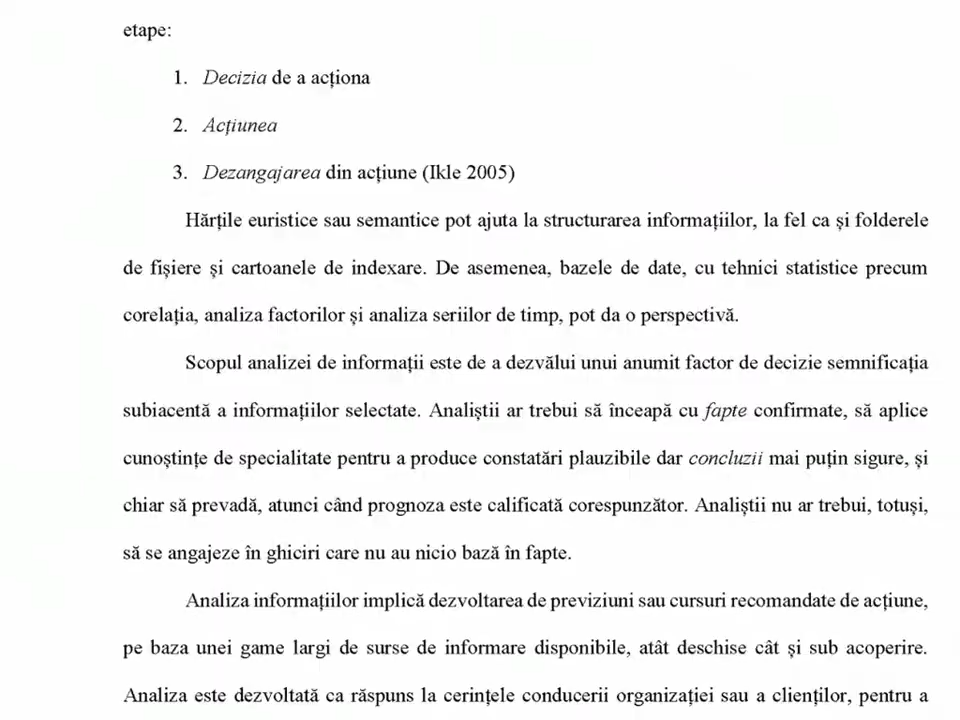 etape:
1. Decizia de a acționa
2. Acțiunea
3. Dezangajarea din acțiune (Ikle 2005)
Hărțile euristice sau semantice pot ajuta la structurarea informațiilor, la fel ca și folderele
de fișiere și cartoanele de indexare. De asemenea, bazele de date, cu tehnici statistice precum
corelația, analiza factorilor și analiza seriilor de timp, pot da o perspectivă.
Scopul analizei de informații este de a dezvălui unui anumit factor de decizie semnificația
subiacentă a informațiilor selectate. Analiștii ar trebui să înceapă cu fapte confirmate, să aplice
cunoștințe de specialitate pentru a produce constatări plauzibile dar concluzii mai puțin sigure, și
chiar să prevadă, atunci când prognoza este calificată corespunzător. Analiștii nu ar trebui, totuși,
să se angajeze în ghiciri care nu au nicio bază în fapte.
Analiza informațiilor implică dezvoltarea de previziuni sau cursuri recomandate de acțiune,
pe baza unei game largi de surse de informare disponibile, atât deschise cât și sub acoperire.
Analiza este dezvoltată ca răspuns la cerințele conducerii organizației sau a clienților, pentru a